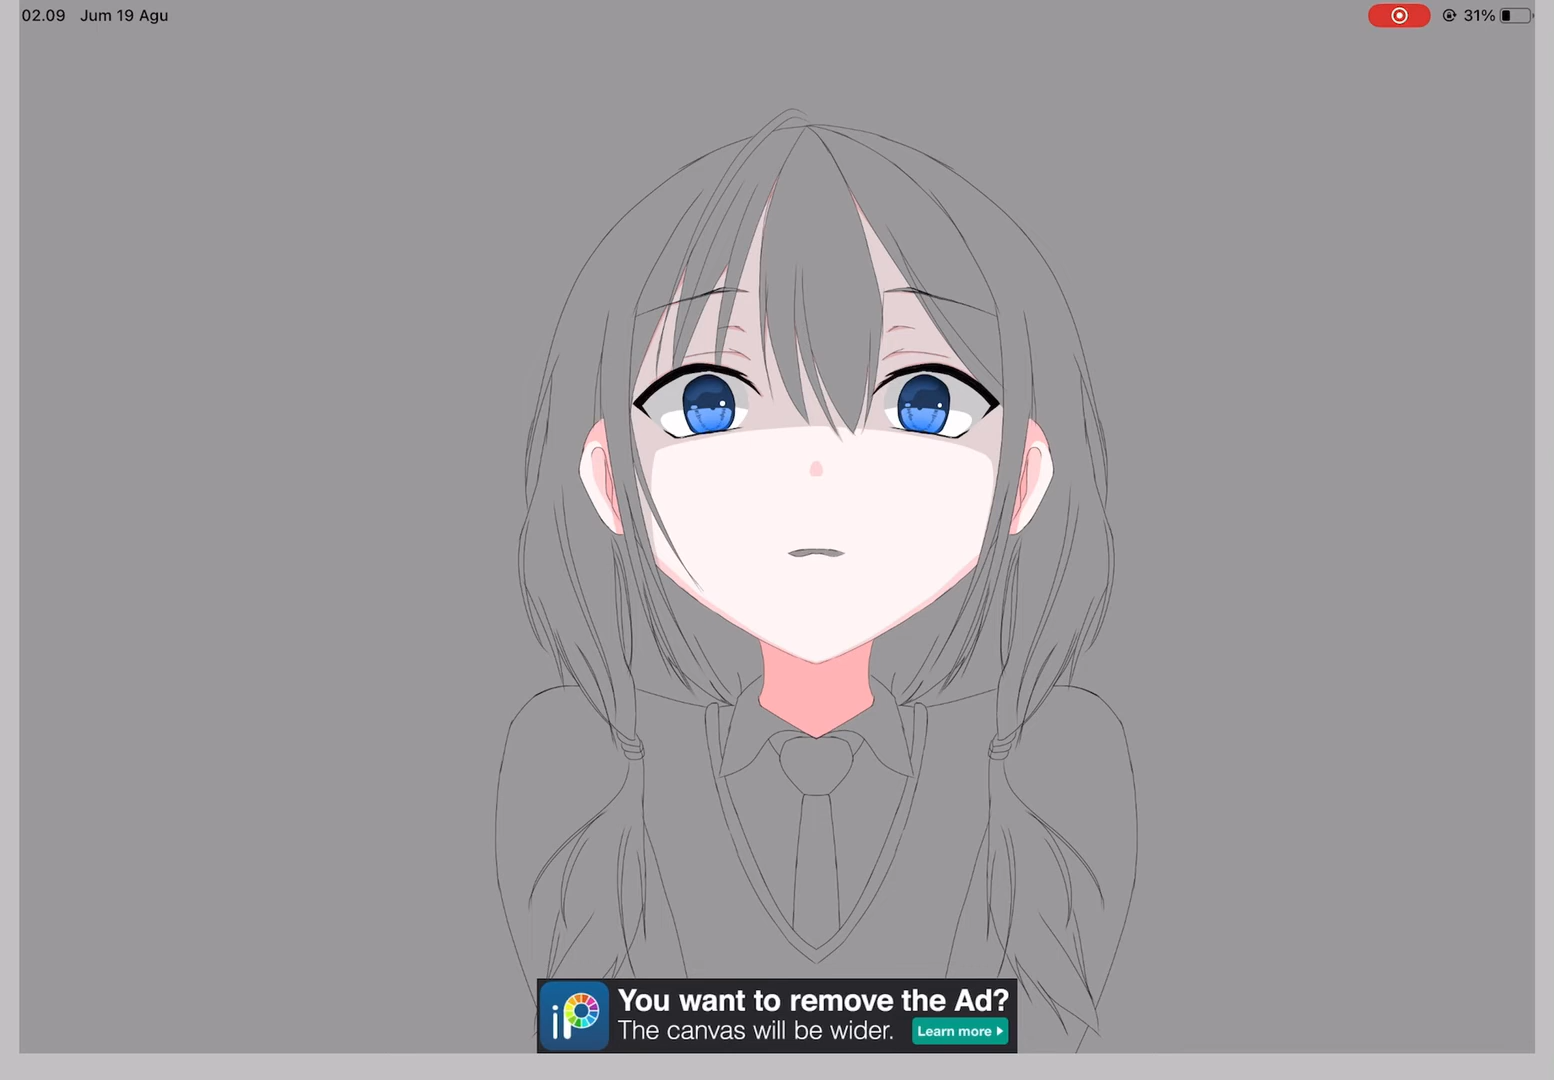 02.09 Jum 19 Agu
31%
iP
You want to remove the Ad?
The canvas will be wider.
Learn more